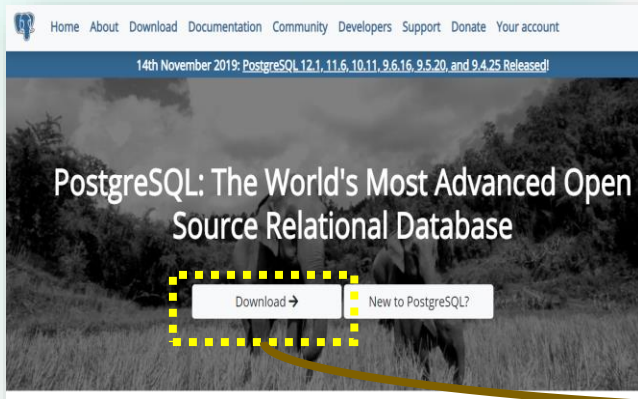 Home About Download Documentation Community Developers Support Donate Your account
14th November 2019: PostgreSQL 12.1, 11.6, 10.11, 9.6.16, 9.5.20, and 9.4.25 Released!
PostgreSQL: The World's Most Advanced Open
Source Relational Database
Download → New to PostgreSQL?